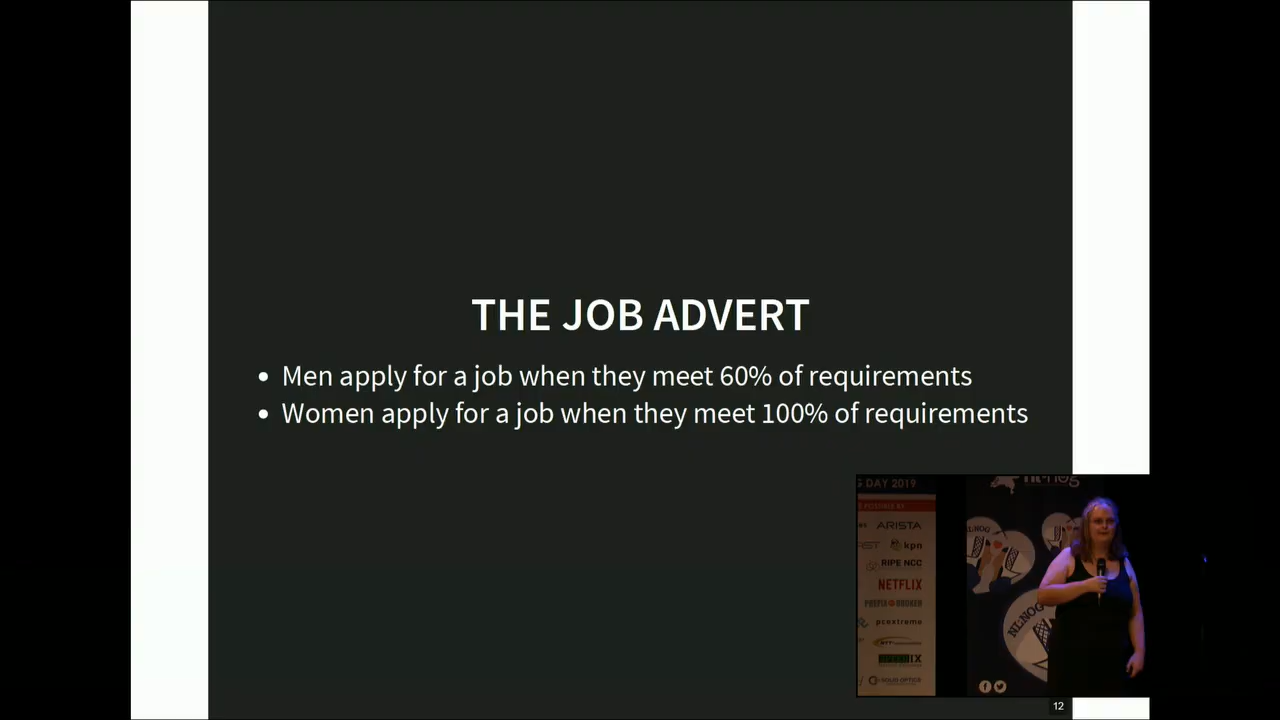 THE JOB ADVERT
Men apply for a job when they meet 60% of requirements
Women apply for a job when they meet 100% of requirements
DAY 2019
ARISTA
kpn
RIPE NCC
NETFLIX
pcextreme
NLNOG
12